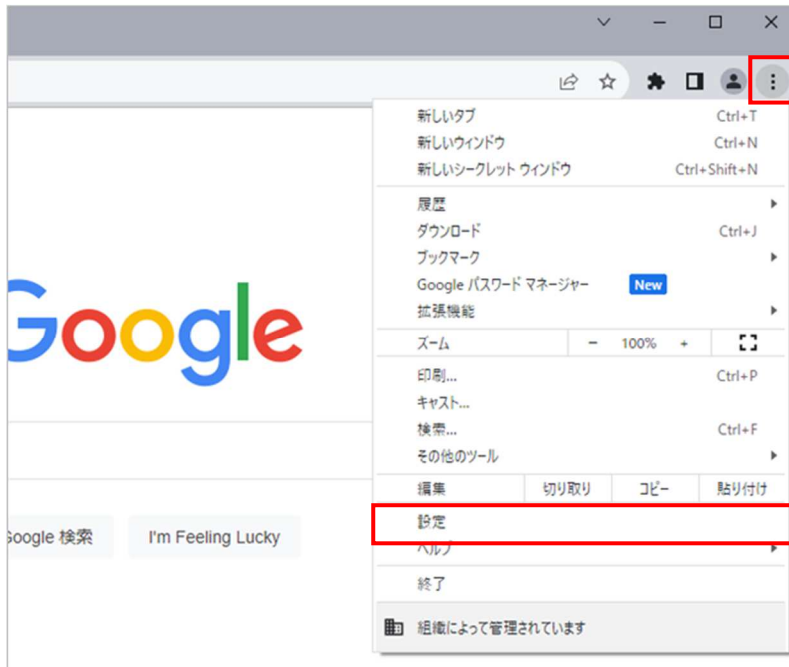 新しいタブ Ctrl+T
新しいウィンドウ Ctrl+N
新しいシークレット ウィンドウ Ctrl+Shift+N
履歴
ダウンロード Ctrl+J
ブックマーク
Google パスワード マネージャー New
拡張機能
ズーム - 100% +
印刷... Ctrl+P
キャスト...
検索... Ctrl+F
その他のツール
編集 切り取り コピー 貼り付け
設定
ヘルプ
終了
組織によって管理されています
Google
Google 検索 I'm Feeling Lucky